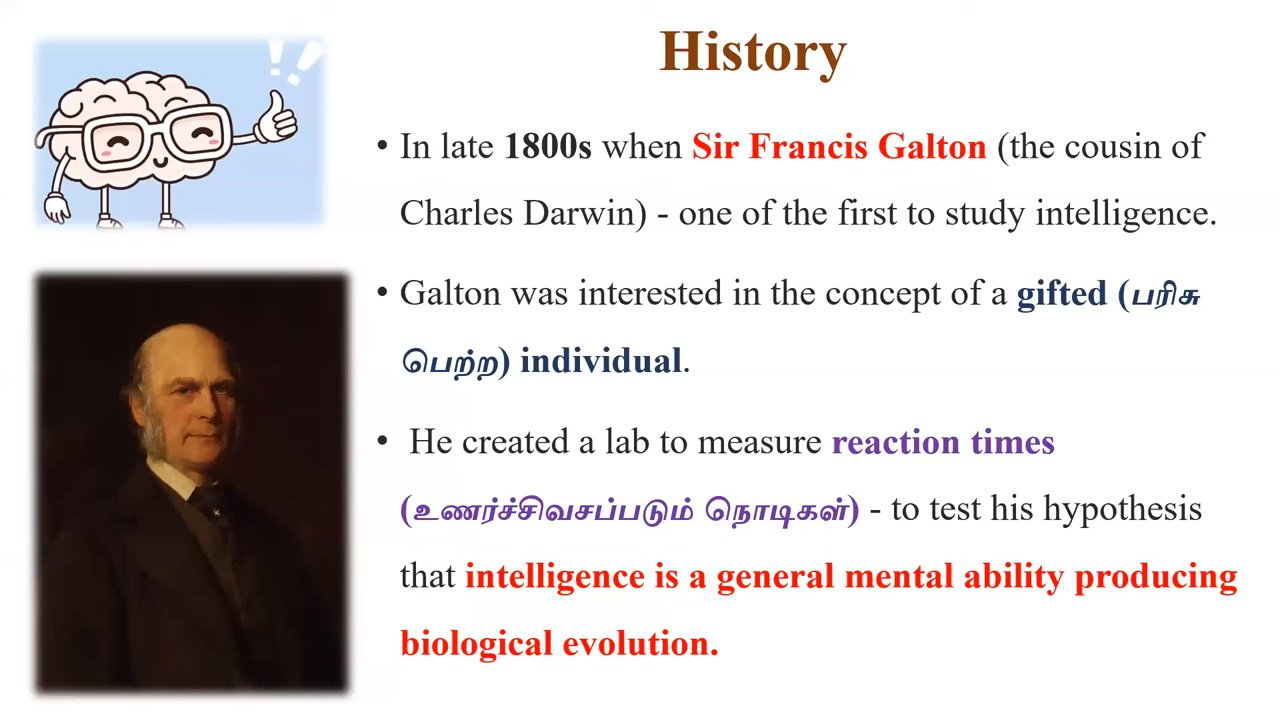 History
• In late 1800s when Sir Francis Galton (the cousin of
Charles Darwin) - one of the first to study intelligence.
• Galton was interested in the concept of a gifted (பரிசு
பெற்ற) individual.
• He created a lab to measure reaction times
(உணர்ச்சிவசப்படும் நொடிகள்) - to test his hypothesis
that intelligence is a general mental ability producing
biological evolution.